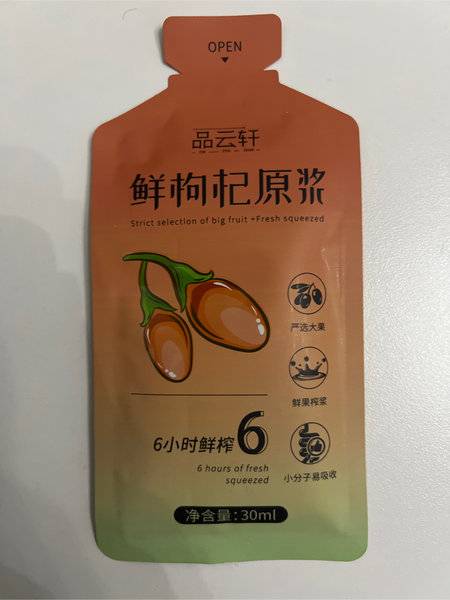 OPEN
品云轩
鲜枸杞原浆
Strict selection of big fruit +Fresh squeezed
严选大果
鲜果榨浆
6小时鲜榨6
6 hours of fresh
squeezed
小分子易吸收
净含量:30ml